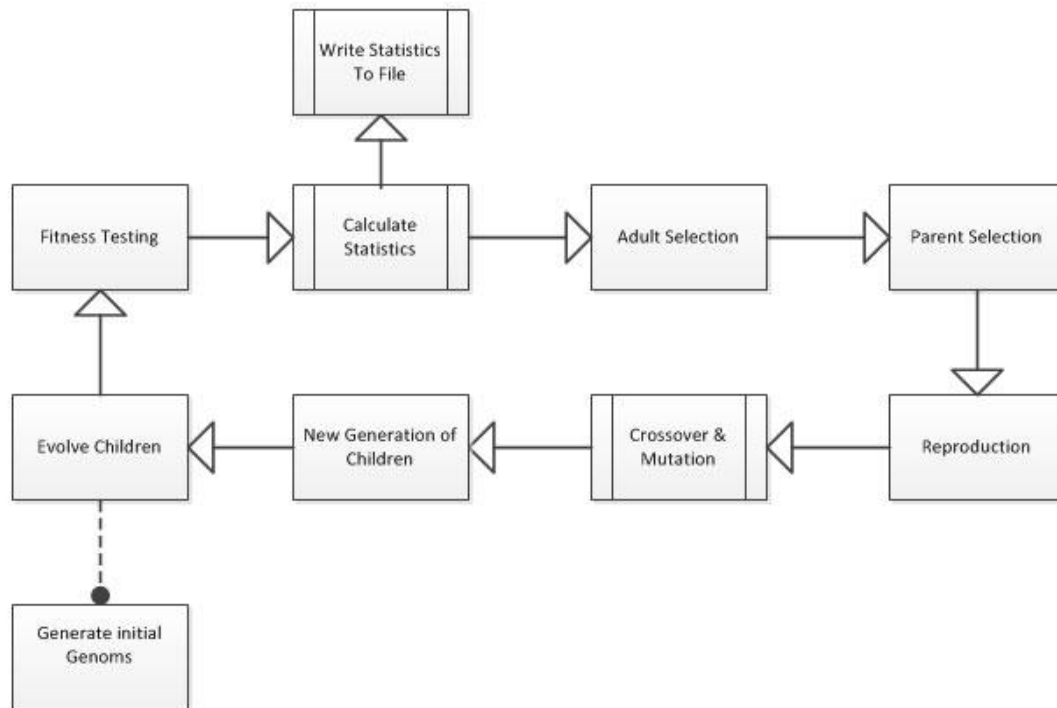 Write Statistics
To File
Fitness Testing
Calculate
Statistics
Adult Selection
Parent Selection
Evolve Children
New Generation of
Children
Crossover &
Mutation
Reproduction
Generate initial
Genoms